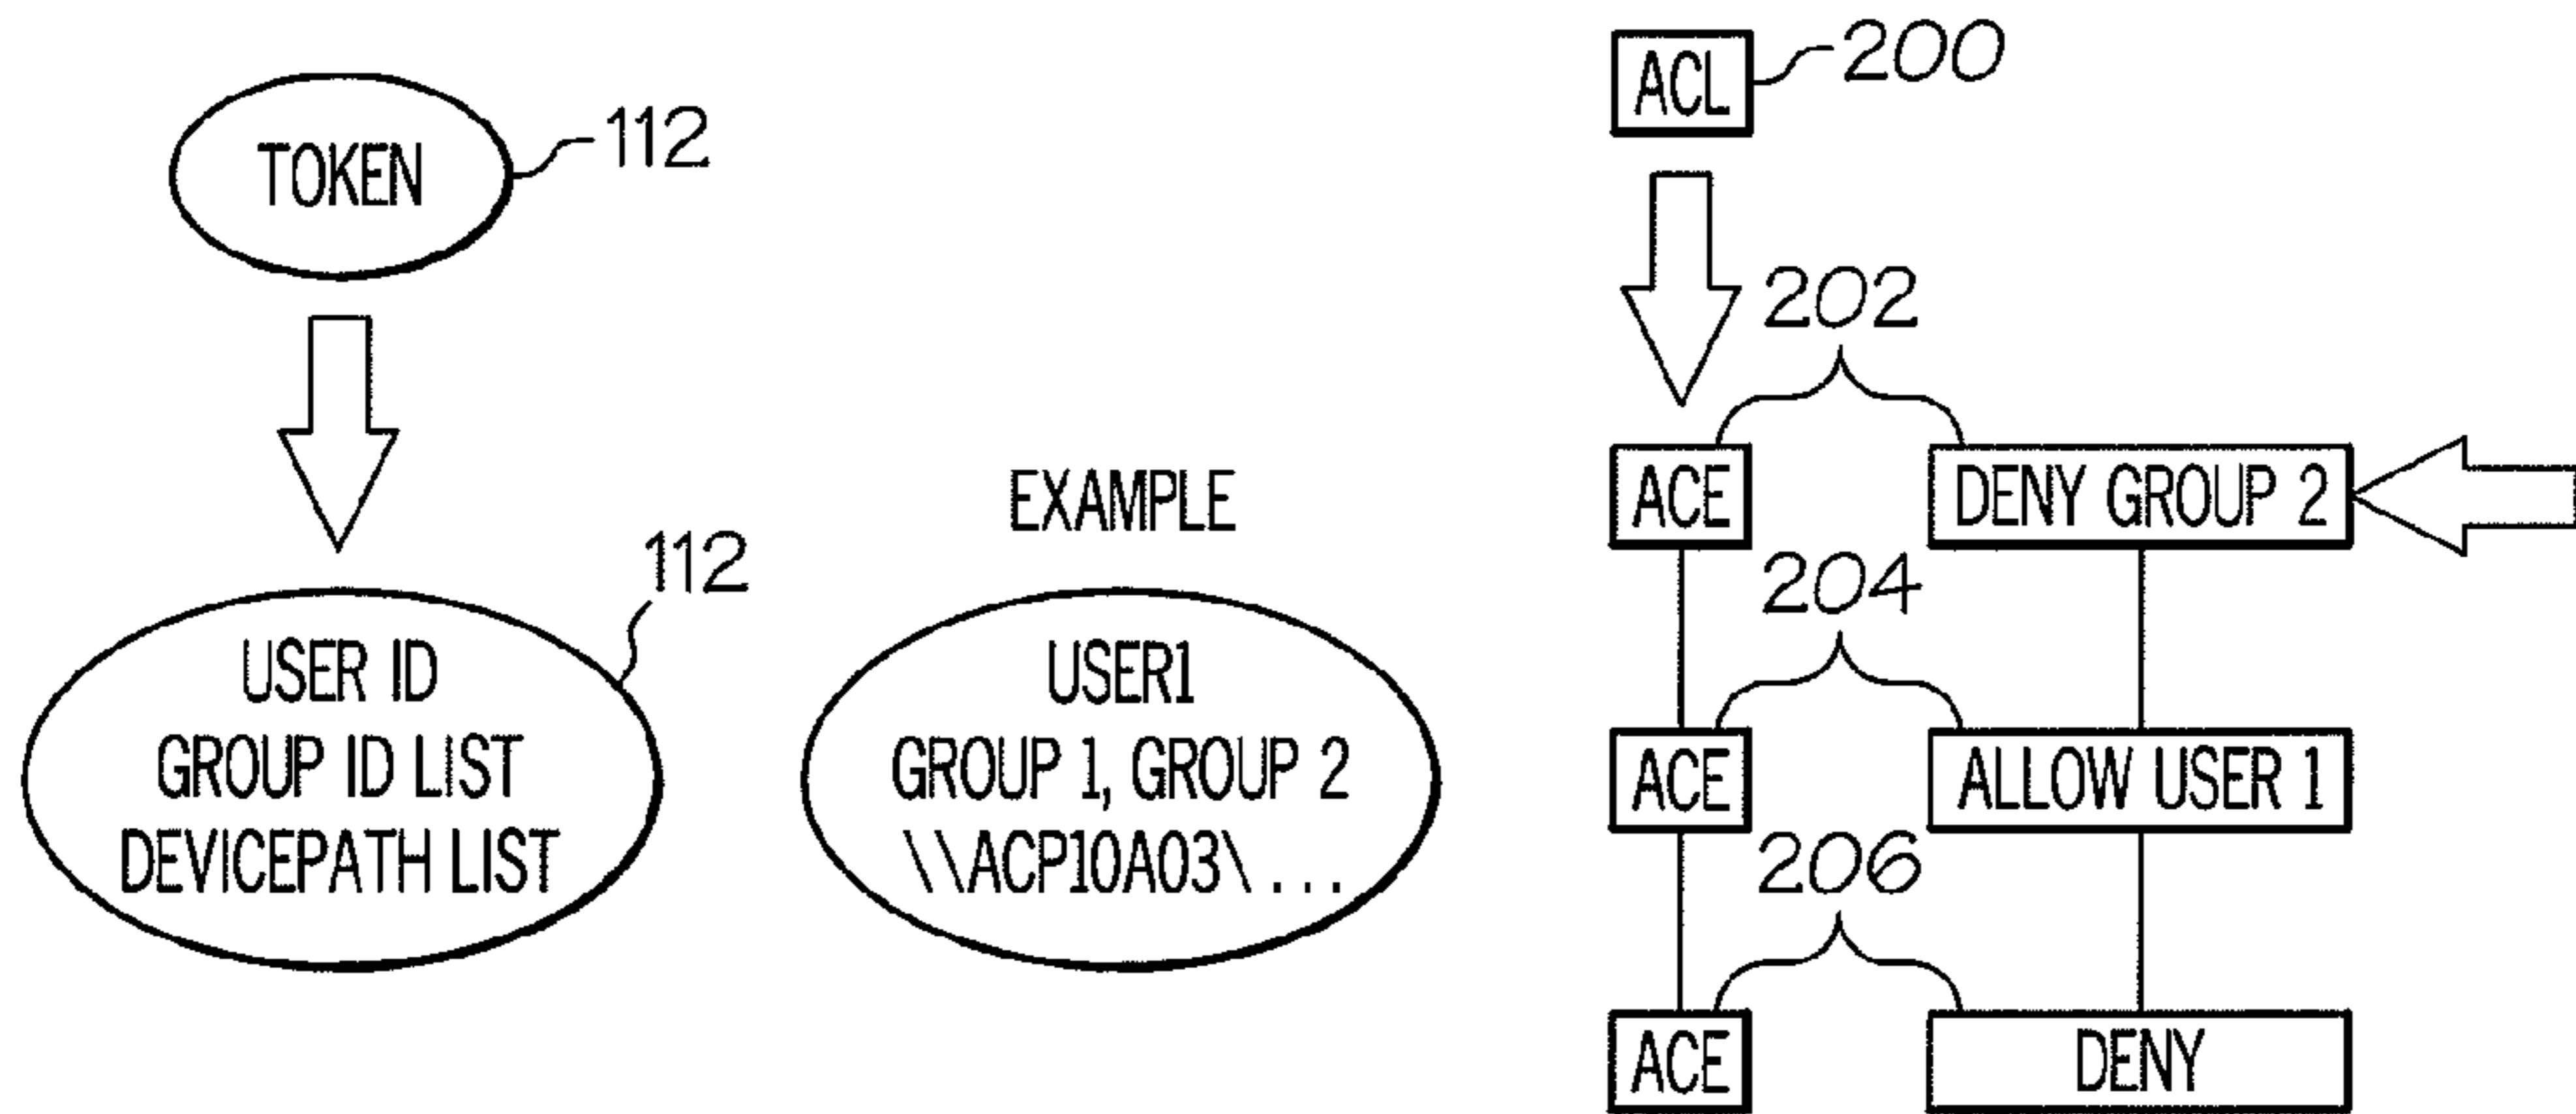 TOKEN
112
USER ID
GROUP ID LIST
DEVICEPATH LIST
112
EXAMPLE
USER1
GROUP 1, GROUP 2
\\ACP10A03\ . . .
ACL
200
202
ACE
DENY GROUP 2
204
ACE
ALLOW USER 1
206
ACE
DENY